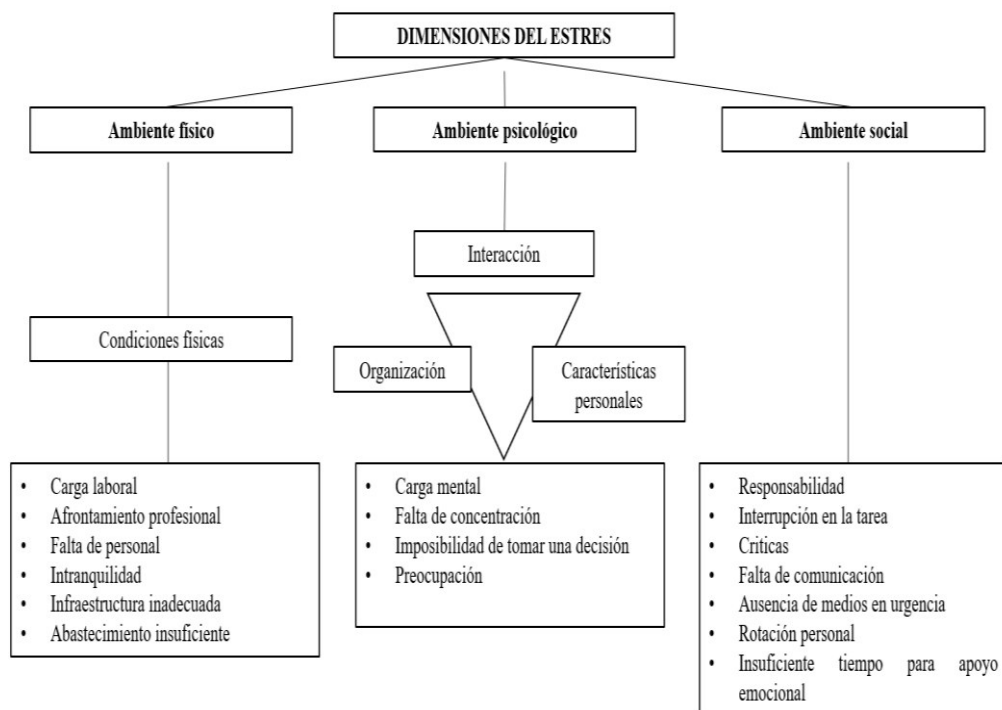 DIMENSIONES DEL ESTRES
Ambiente físico
Ambiente psicológico
Ambiente social
Interacción
Condiciones físicas
Organización
Características
personales
• Carga laboral
• Afrontamiento profesional
• Falta de personal
• Intranquilidad
• Infraestructura inadecuada
• Abastecimiento insuficiente
• Carga mental
• Falta de concentración
• Imposibilidad de tomar una decisión
• Preocupación
• Responsabilidad
• Interrupción en la tarea
• Criticas
• Falta de comunicación
• Ausencia de medios en urgencia
• Rotación personal
• Insuficiente tiempo para apoyo
emocional